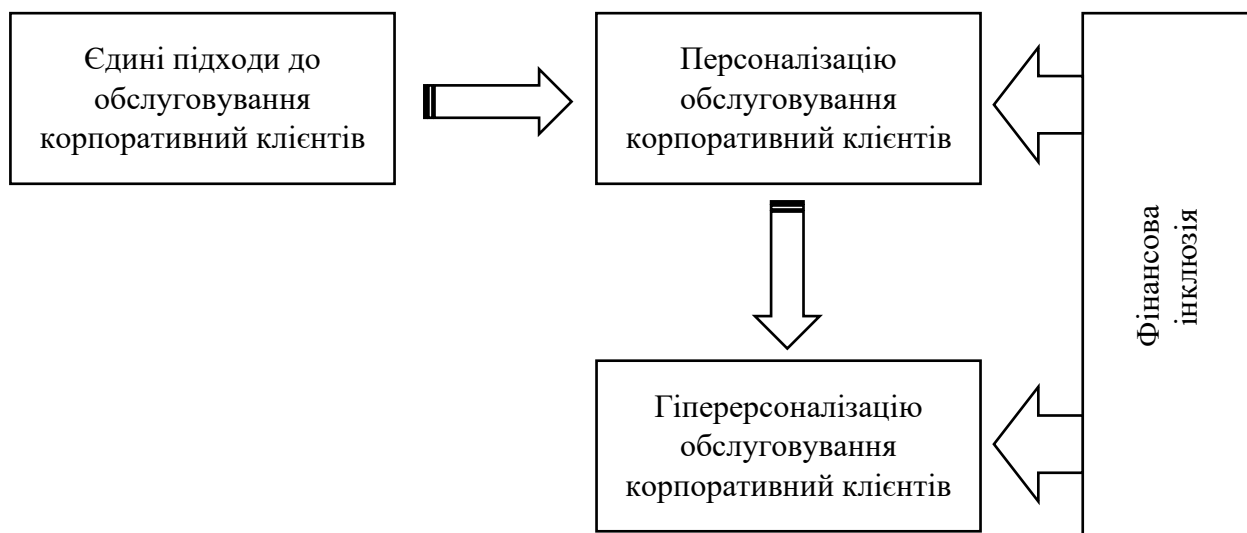 Єдині підходи до
обслуговування
корпоративний клієнтів
Персоналізацію
обслуговування
корпоративний клієнтів
Гіперерсоналізацію
обслуговування
корпоративний клієнтів
Фінансова
інклюзія